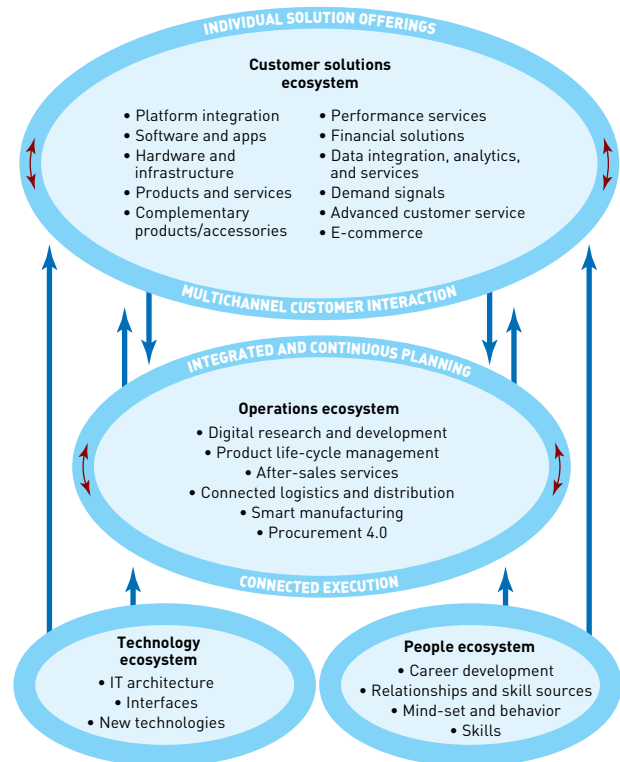 INDIVIDUAL SOLUTION OFFERINGS
Customer solutions
ecosystem
• Platform integration
• Software and apps
• Hardware and
infrastructure
• Products and services
• Complementary
products/accessories
• Performance services
• Financial solutions
• Data integration, analytics,
and services
• Demand signals
• Advanced customer service
• E-commerce
MULTICHANNEL CUSTOMER INTERACTION
INTEGRATED AND CONTINUOUS PLANNING
Operations ecosystem
• Digital research and development
• Product life-cycle management
• After-sales services
• Connected logistics and distribution
• Smart manufacturing
• Procurement 4.0
CONNECTED EXECUTION
Technology
ecosystem
• IT architecture
• Interfaces
• New technologies
People ecosystem
• Career development
• Relationships and skill sources
• Mind-set and behavior
• Skills